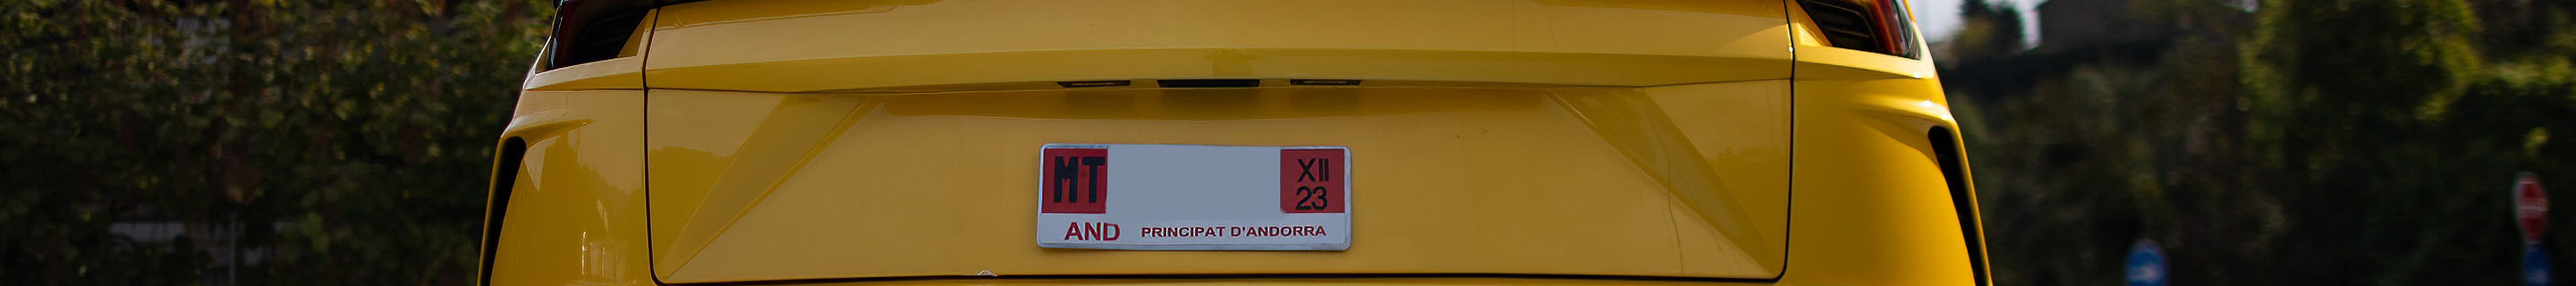 MT XII
23
AND PRINCIPAT D'ANDORRA